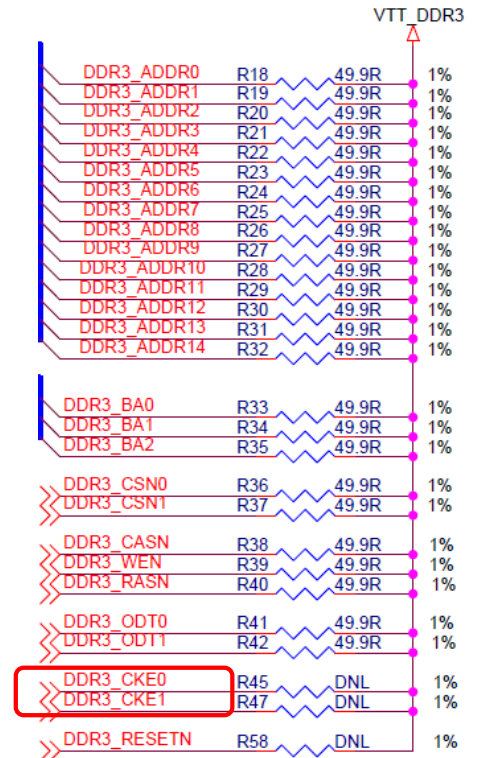 VTT_DDR3
DDR3_ADDR0 R18 49.9R 1%
DDR3_ADDR1 R19 49.9R 1%
DDR3_ADDR2 R20 49.9R 1%
DDR3_ADDR3 R21 49.9R 1%
DDR3_ADDR4 R22 49.9R 1%
DDR3_ADDR5 R23 49.9R 1%
DDR3_ADDR6 R24 49.9R 1%
DDR3_ADDR7 R25 49.9R 1%
DDR3_ADDR8 R26 49.9R 1%
DDR3_ADDR9 R27 49.9R 1%
DDR3_ADDR10 R28 49.9R 1%
DDR3_ADDR11 R29 49.9R 1%
DDR3_ADDR12 R30 49.9R 1%
DDR3_ADDR13 R31 49.9R 1%
DDR3_ADDR14 R32 49.9R 1%
DDR3_BA0 R33 49.9R 1%
DDR3_BA1 R34 49.9R 1%
DDR3_BA2 R35 49.9R 1%
DDR3_CSN0 R36 49.9R 1%
DDR3_CSN1 R37 49.9R 1%
DDR3_CASN R38 49.9R 1%
DDR3_WEN R39 49.9R 1%
DDR3_RASN R40 49.9R 1%
DDR3_ODT0 R41 49.9R 1%
DDR3_ODT1 R42 49.9R 1%
DDR3_CKE0 R45 DNL 1%
DDR3_CKE1 R47 DNL 1%
DDR3_RESETN R58 DNL 1%